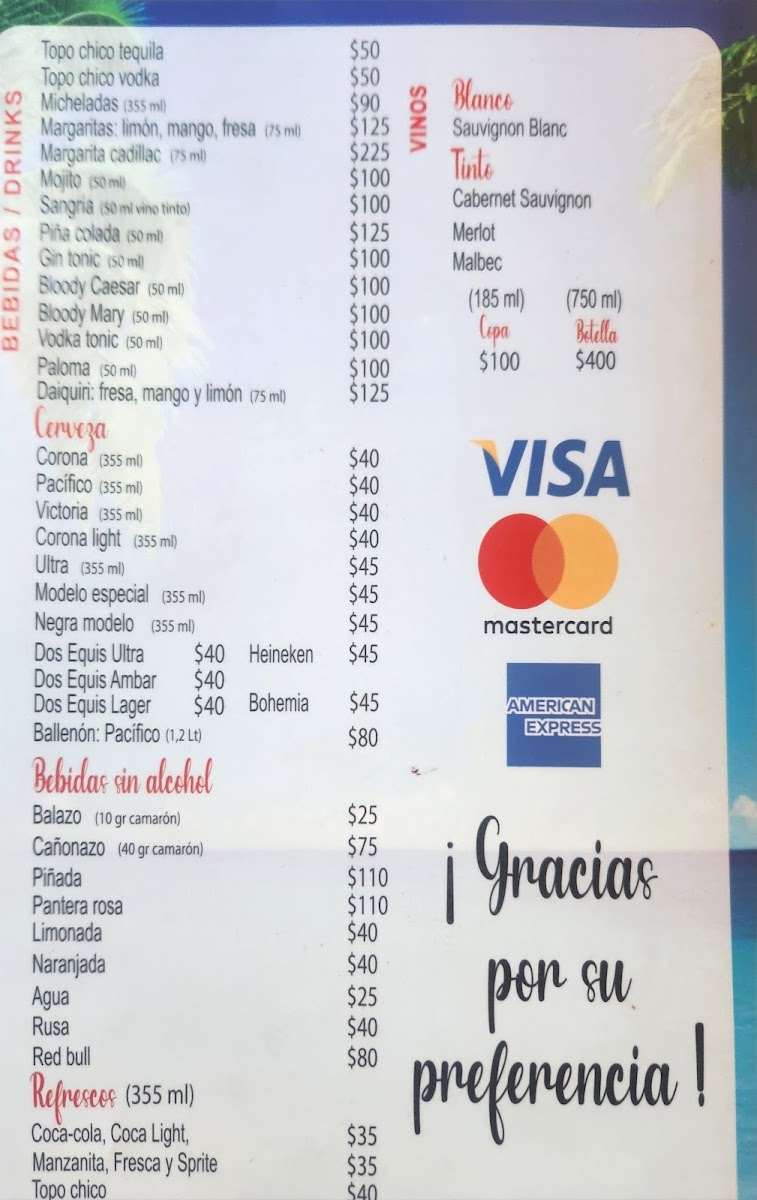 BEBIDAS / DRINKS
Topo chico tequila $50
Topo chico vodka $50
Micheladas (355 ml) $90
Margaritas: limón, mango, fresa (75 ml) $125
Margarita cadillac (75 ml) $225
Mojito (50 ml) $100
Sangria (50 ml vino tinto) $100
Piña colada (50 ml) $125
Gin tonic (50 ml) $100
Bloody Caesar (50 ml) $100
Bloody Mary (50 ml) $100
Vodka tonic (50 ml) $100
Paloma (50 ml) $100
Daiquiri: fresa, mango y limón (75 ml) $125
Cerveza
Corona (355 ml) $40
Pacífico (355 ml) $40
Victoria (355 ml) $40
Corona light (355 ml) $40
Ultra (355 ml) $45
Modelo especial (355 ml) $45
Negra modelo (355 ml) $45
Dos Equis Ultra $40 Heineken $45
Dos Equis Ambar $40
Dos Equis Lager $40 Bohemia $45
Ballenón: Pacífico (1,2 Lt) $80
Bebidas sin alcohol
Balazo (10 gr camarón) $25
Cañonazo (40 gr camarón) $75
Piñada $110
Pantera rosa $110
Limonada $40
Naranjada $40
Agua $25
Rusa $40
Red bull $80
Refrescos (355 ml)
Coca-cola, Coca Light, $35
Manzanita, Fresca y Sprite $35
Topo chico $40
VINOS
Blanco
Sauvignon Blanc
Tinto
Cabernet Sauvignon
Merlot
Malbec
(185 ml) (750 ml)
Copa Botella
$100 $400
VISA
mastercard
AMERICAN
EXPRESS
¡Gracias
por su
preferencia!